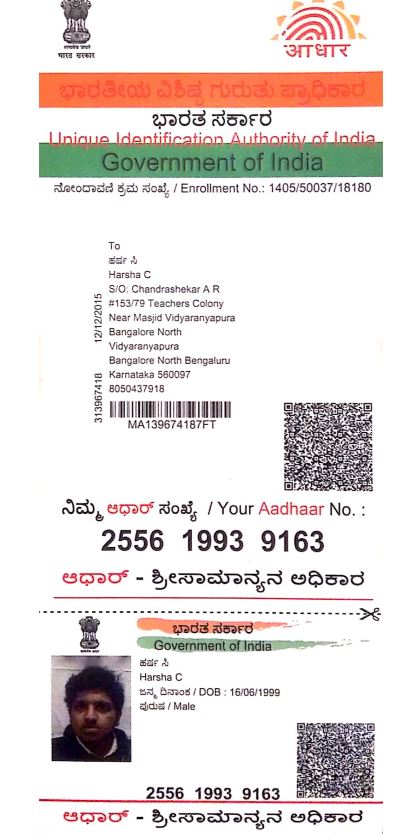 भारत सरकार
आधार
ಭಾರತೀಯ ವಿಶಿಷ್ಟ ಗುರುತು ಪ್ರಾಧಿಕಾರ
ಭಾರತ ಸರ್ಕಾರ
Unique Identification Authority of India
Government of India
ನೋಂದಾವಣಿ ಕ್ರಮ ಸಂಖ್ಯೆ / Enrollment No.: 1405/50037/18180
To
ಹರ್ಷ ಸಿ
Harsha C
S/O: Chandrashekar A R
#153/79 Teachers Colony
Near Masjid Vidyaranyapura
Bangalore North
Vidyaranyapura
Bangalore North Bengaluru
Karnataka 560097
8050437918
313967418 12/12/2015
MA139674187FT
ನಿಮ್ಮ ಆಧಾರ್ ಸಂಖ್ಯೆ / Your Aadhaar No. :
2556 1993 9163
ಆಧಾರ್ - ಶ್ರೀಸಾಮಾನ್ಯನ ಅಧಿಕಾರ
ಭಾರತ ಸರ್ಕಾರ
Government of India
ಹರ್ಷ ಸಿ
Harsha C
ಜನ್ಮ ದಿನಾಂಕ / DOB : 16/06/1999
ಪುರುಷ / Male
2556 1993 9163
ಆಧಾರ್ - ಶ್ರೀಸಾಮಾನ್ಯನ ಅಧಿಕಾರ